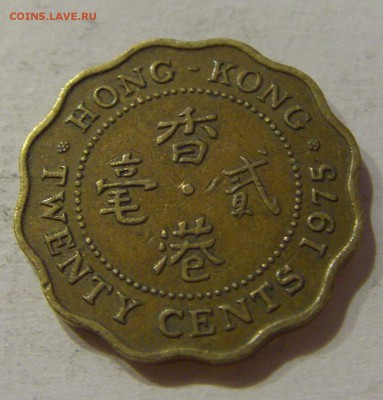 COINS.LAVE.RU
HONG - KONG
香
毫 · 貳
港
TWENTY CENTS 1975